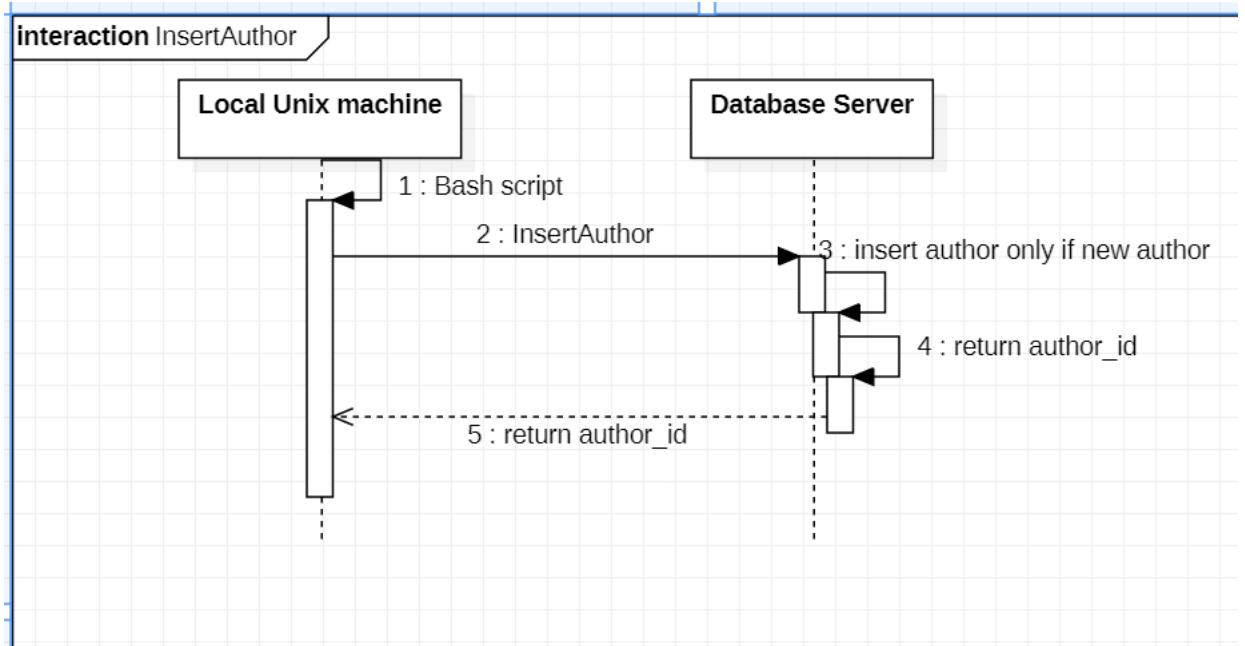 interaction InsertAuthor
Local Unix machine
Database Server
1 : Bash script
2 : InsertAuthor
3 : insert author only if new author
4 : return author_id
5 : return author_id